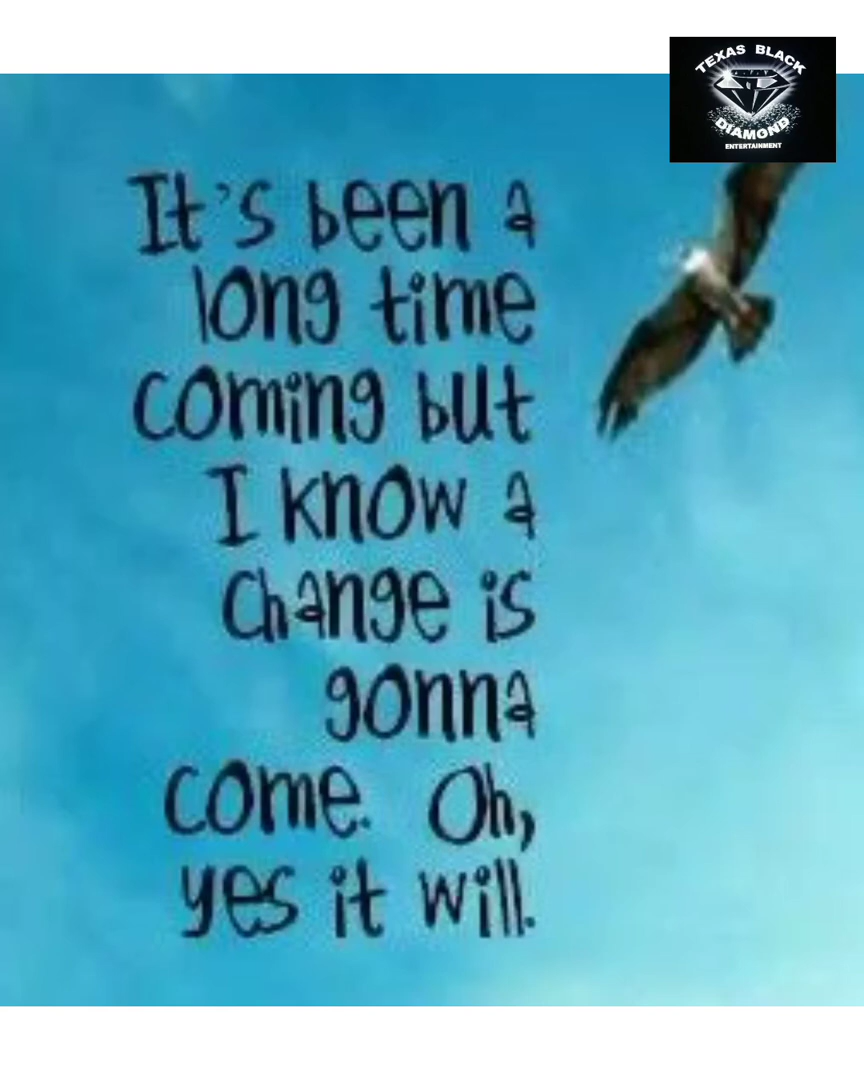 TEXAS BLACK
DIAMOND
ENTERTAINMENT
It's been a
long time
coming but
I know a
change is
gonna
come. Oh,
yes it will.